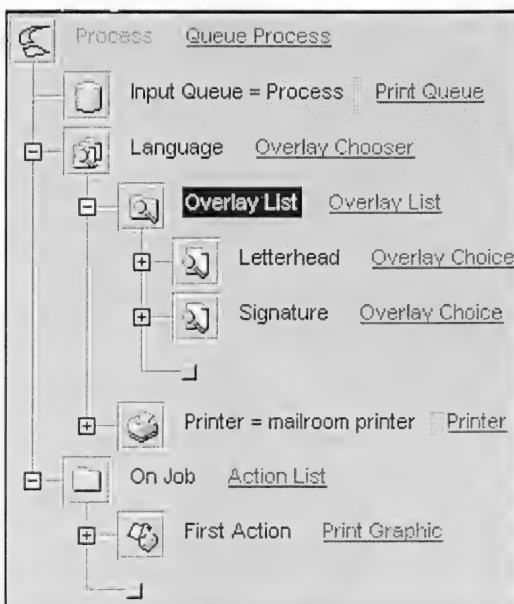 Process Queue Process
Input Queue = Process Print Queue
Language Overlay Chooser
Overlay List Overlay List
Letterhead Overlay Choice
Signature Overlay Choice
Printer = mailroom printer Printer
On Job Action List
First Action Print Graphic